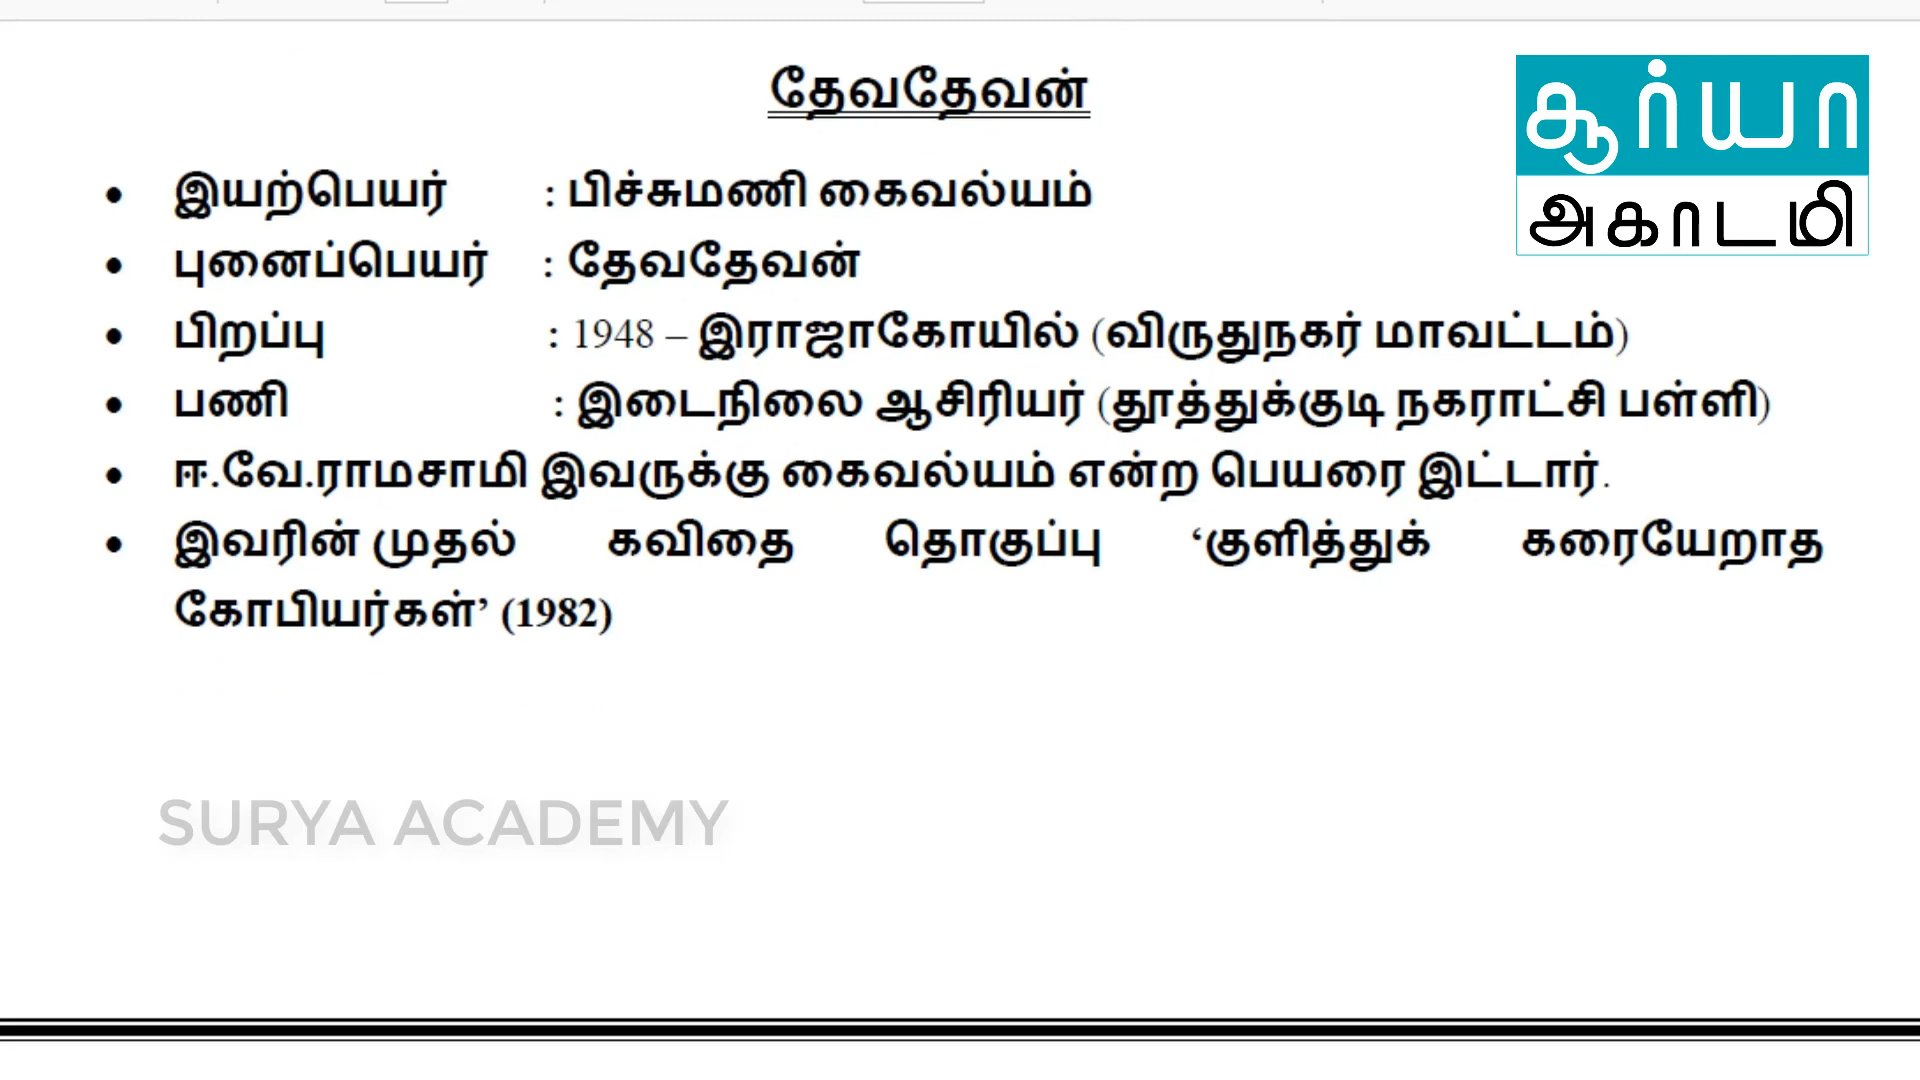 தேவதேவன்
சூர்யா
அகாடமி
• இயற்பெயர் : பிச்சுமணி கைவல்யம்
• புனைப்பெயர் : தேவதேவன்
• பிறப்பு : 1948 – இராஜாகோயில் (விருதுநகர் மாவட்டம்)
• பணி : இடைநிலை ஆசிரியர் (தூத்துக்குடி நகராட்சி பள்ளி)
• ஈ.வே.ராமசாமி இவருக்கு கைவல்யம் என்ற பெயரை இட்டார்.
• இவரின் முதல் கவிதை தொகுப்பு ‘குளித்துக் கரையேறாத
கோபியர்கள்’ (1982)
SURYA ACADEMY